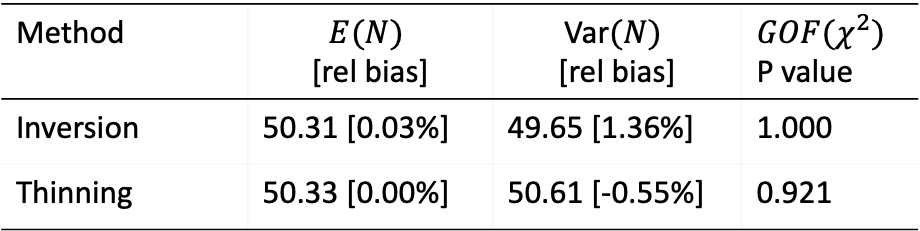 Method E(N) Var(N) GOF(χ²)
[rel bias] [rel bias] P value
Inversion 50.31 [0.03%] 49.65 [1.36%] 1.000
Thinning 50.33 [0.00%] 50.61 [-0.55%] 0.921